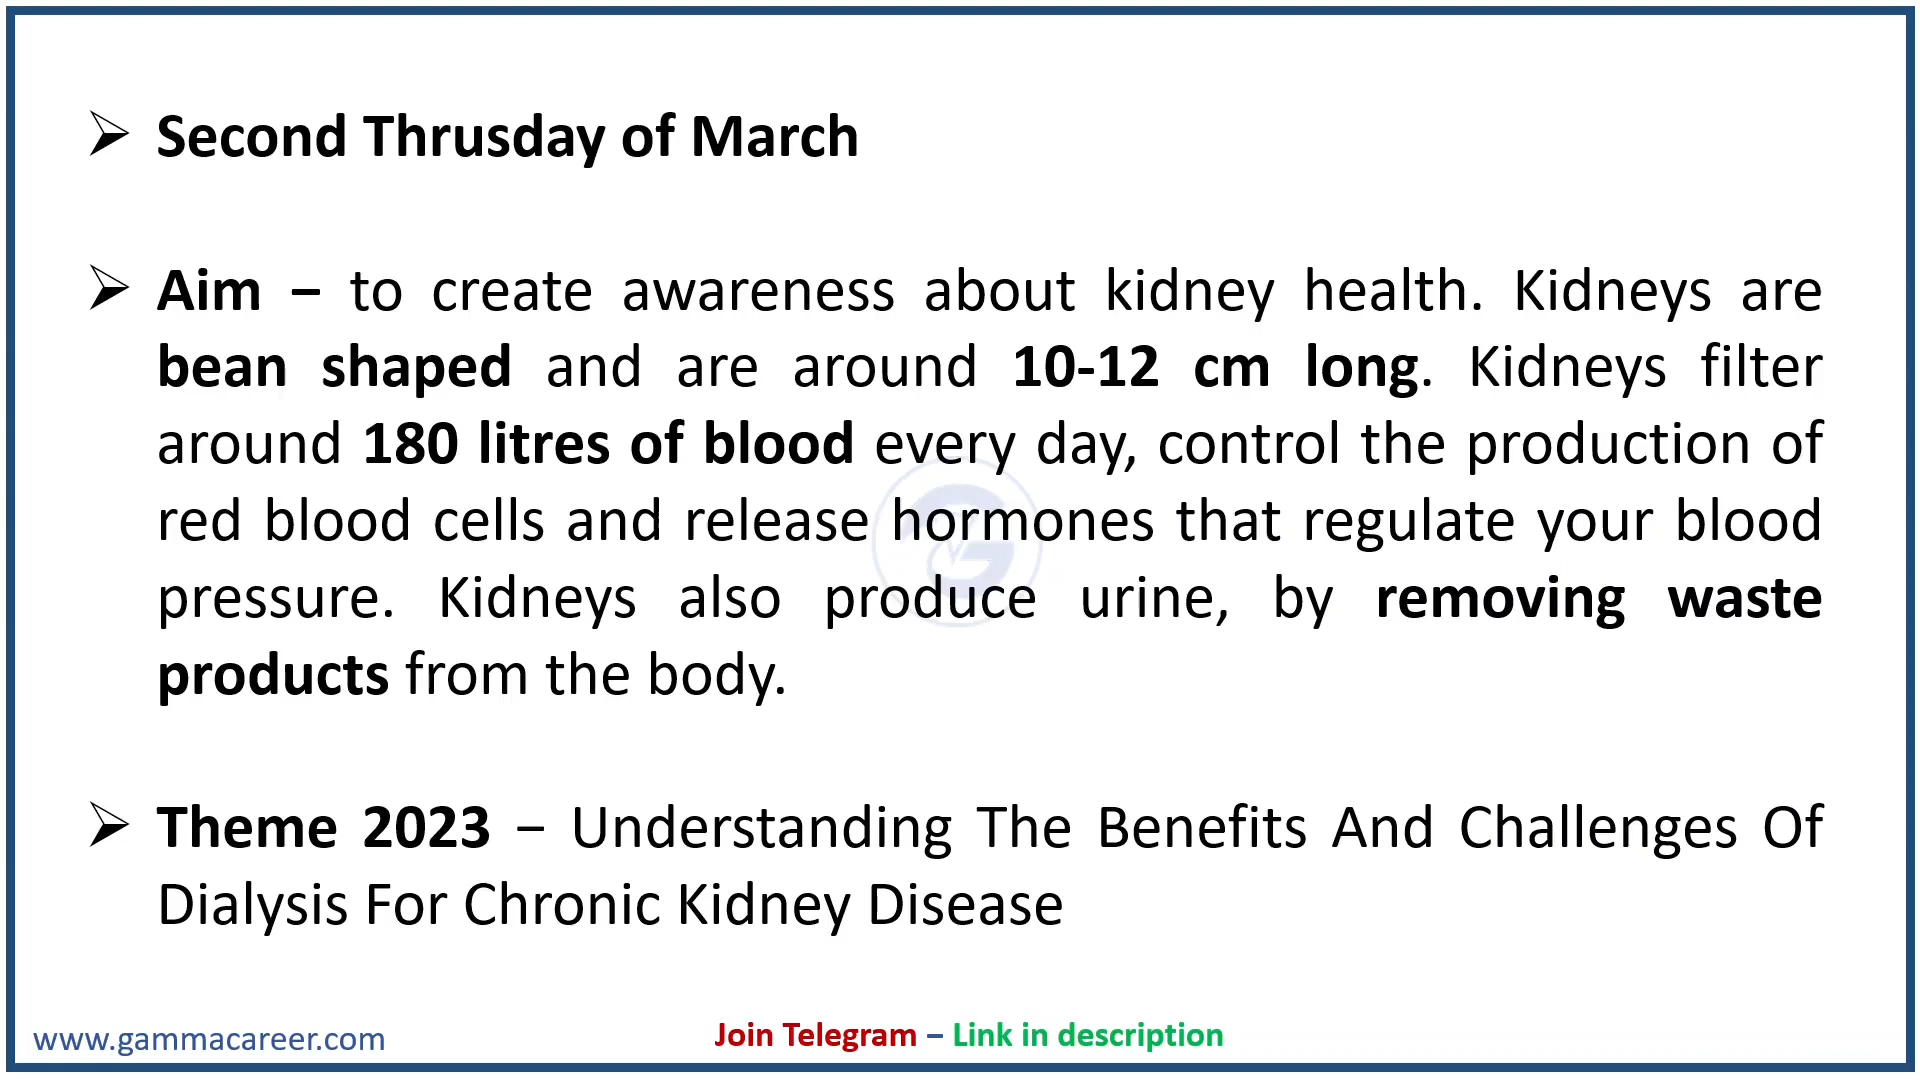 ➢ Second Thrusday of March
➢ Aim – to create awareness about kidney health. Kidneys are
bean shaped and are around 10-12 cm long. Kidneys filter
around 180 litres of blood every day, control the production of
red blood cells and release hormones that regulate your blood
pressure. Kidneys also produce urine, by removing waste
products from the body.
➢ Theme 2023 – Understanding The Benefits And Challenges Of
Dialysis For Chronic Kidney Disease
www.gammacareer.com
Join Telegram – Link in description